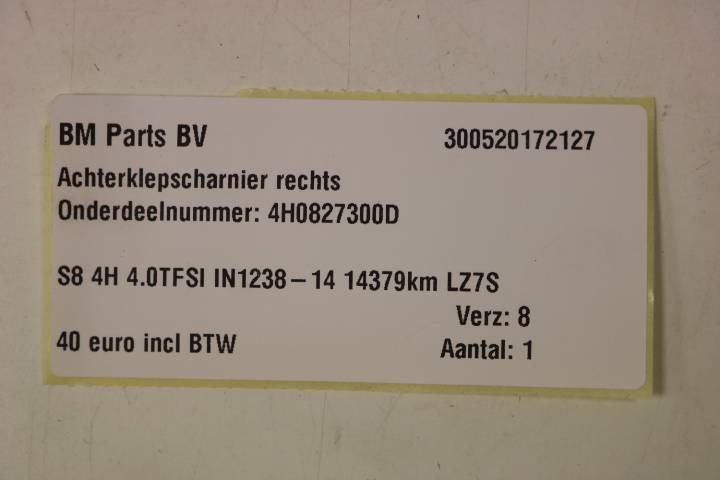 BM Parts BV 300520172127
Achterklepscharnier rechts
Onderdeelnummer: 4H0827300D
S8 4H 4.0TFSI IN1238-14 14379km LZ7S
Verz: 8
40 euro incl BTW Aantal: 1